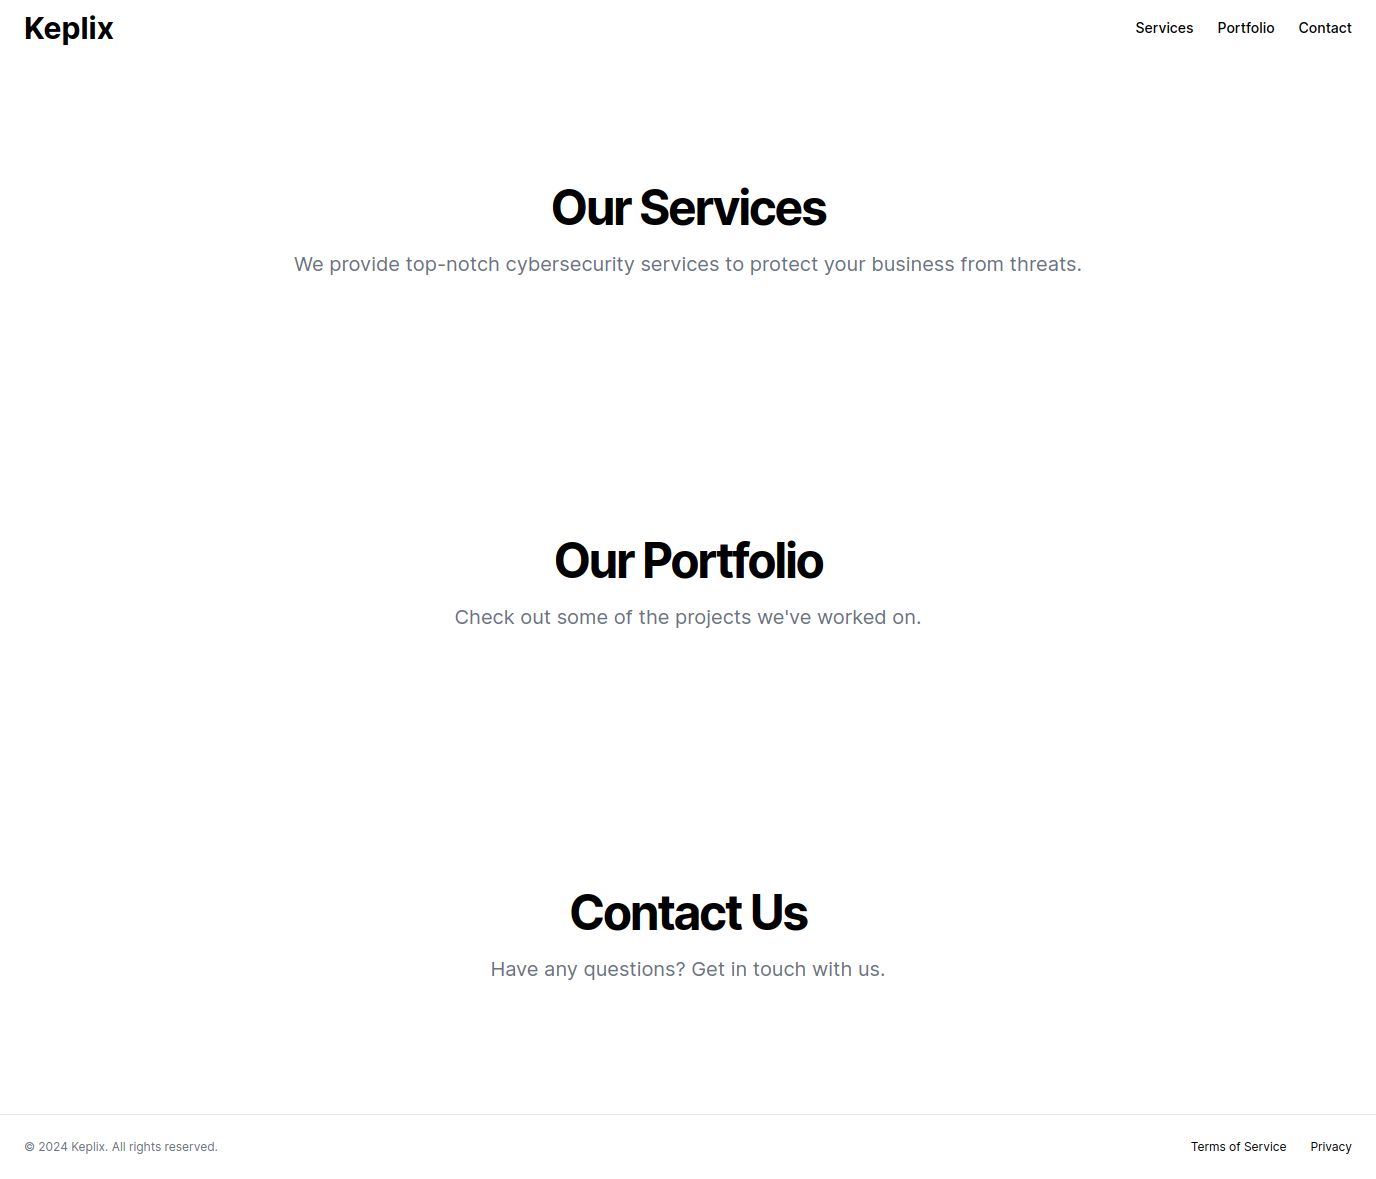 Keplix
Services Portfolio Contact
Our Services
We provide top-notch cybersecurity services to protect your business from threats.
Our Portfolio
Check out some of the projects we've worked on.
Contact Us
Have any questions? Get in touch with us.
© 2024 Keplix. All rights reserved.
Terms of Service Privacy